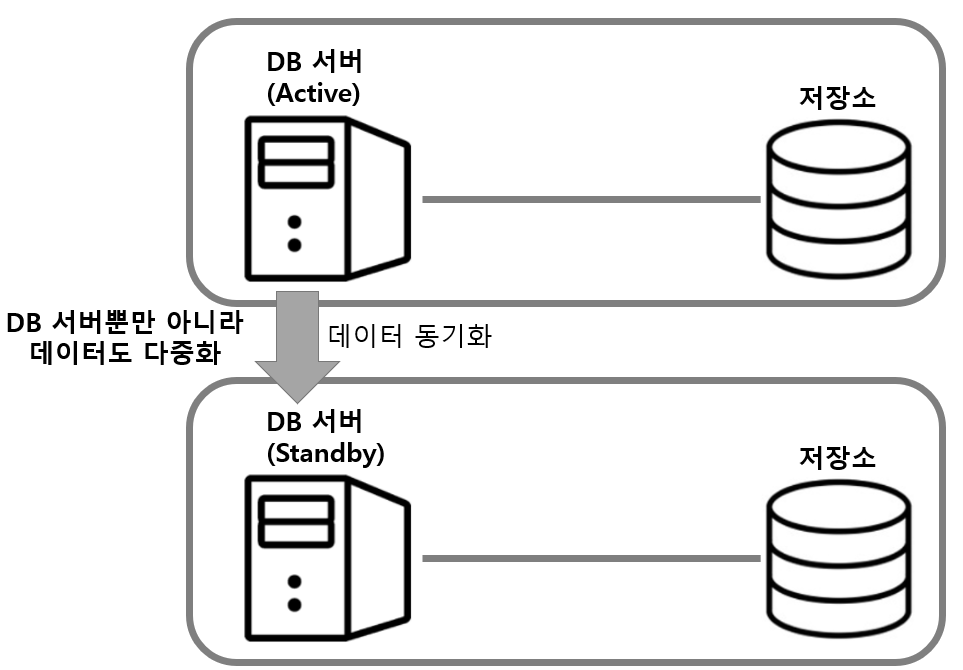 DB 서버
(Active)
저장소
DB 서버뿐만 아니라
데이터도 다중화
데이터 동기화
DB 서버
(Standby)
저장소